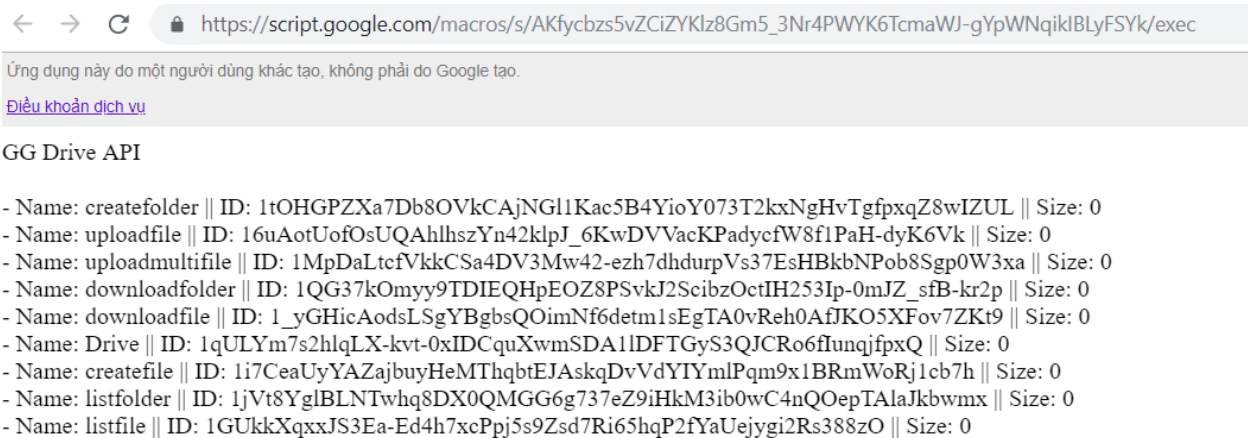 https://script.google.com/macros/s/AKfycbzs5vZCiZYKlz8Gm5_3Nr4PWYK6TcmaWJ-gYpWNqikIBLyFSYk/exec
Ứng dụng này do một người dùng khác tạo, không phải do Google tạo.
Điều khoản dịch vụ
GG Drive API
- Name: createfolder || ID: 1tOHGPZXa7Db8OVkCAjNGl1Kac5B4YioY073T2kxNgHvTgfpxqZ8wIZUL || Size: 0
- Name: uploadfile || ID: 16uAotUofOsUQAhlhszYn42klpJ_6KwDVVacKPadycfW8f1PaH-dyK6Vk || Size: 0
- Name: uploadmultifile || ID: 1MpDaLtcfVkkCSa4DV3Mw42-ezh7dhdurpVs37EsHBkbNPob8Sgp0W3xa || Size: 0
- Name: downloadfolder || ID: 1QG37kOmyy9TDIEQHpEOZ8PSvkJ2ScibzOctIH253Ip-0mJZ_sfB-kr2p || Size: 0
- Name: downloadfile || ID: 1_yGHicAodsLSgYBgbsQOimNf6detm1sEgTA0vReh0AfJKO5XFov7ZKt9 || Size: 0
- Name: Drive || ID: 1qULYm7s2hlqLX-kvt-0xIDCquXwmSDA1lDFTGyS3QJCRo6fIunqjfpxQ || Size: 0
- Name: createfile || ID: 1i7CeaUyYAZajbuyHeMThqbtEJAskqDvVdYIYmlPqm9x1BRmWoRj1cb7h || Size: 0
- Name: listfolder || ID: 1jVt8YglBLNTwhq8DX0QMGG6g737eZ9iHkM3ib0wC4nQOepTAlaJkbwmx || Size: 0
- Name: listfile || ID: 1GUkkXqxxJS3Ea-Ed4h7xcPpj5s9Zsd7Ri65hqP2fYaUejygi2Rs388zO || Size: 0